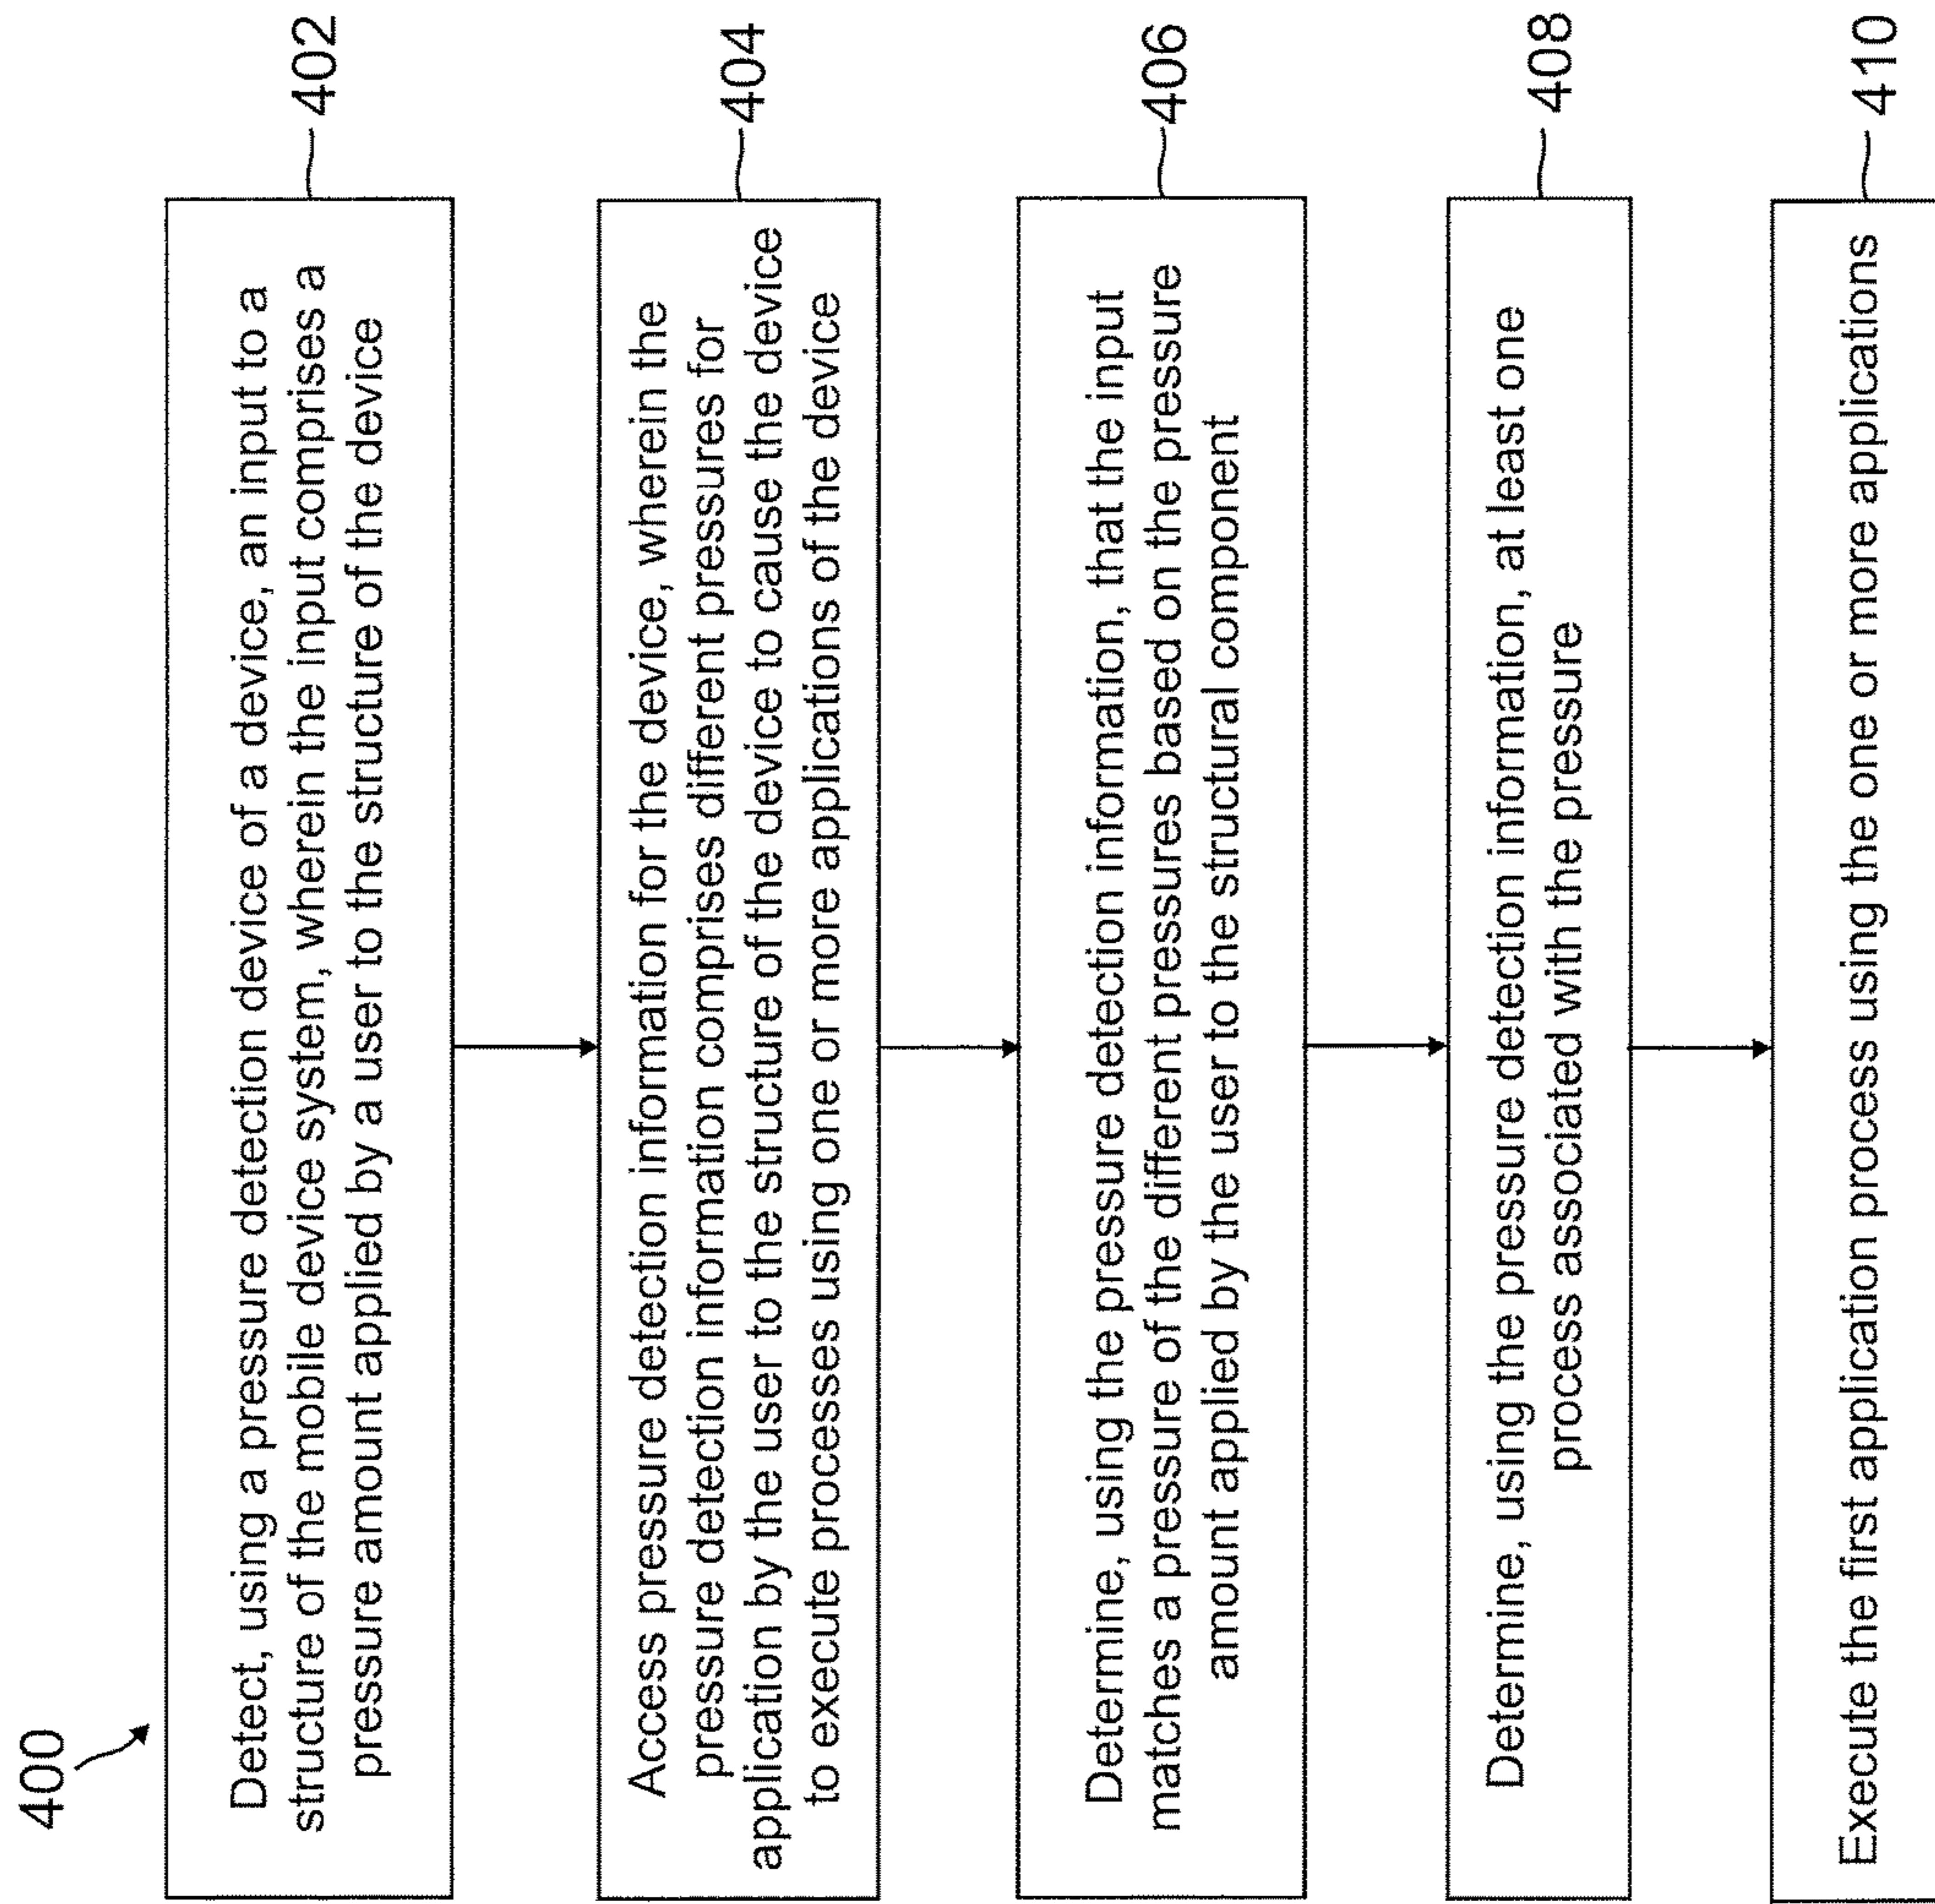 400
Detect, using a pressure detection device of a device, an input to a
structure of the mobile device system, wherein the input comprises a
pressure amount applied by a user to the structure of the device
402
Access pressure detection information for the device, wherein the
pressure detection information comprises different pressures for
application by the user to the structure of the device to cause the device
to execute processes using one or more applications of the device
404
Determine, using the pressure detection information, that the input
matches a pressure of the different pressures based on the pressure
amount applied by the user to the structural component
406
Determine, using the pressure detection information, at least one
process associated with the pressure
408
Execute the first application process using the one or more applications
410